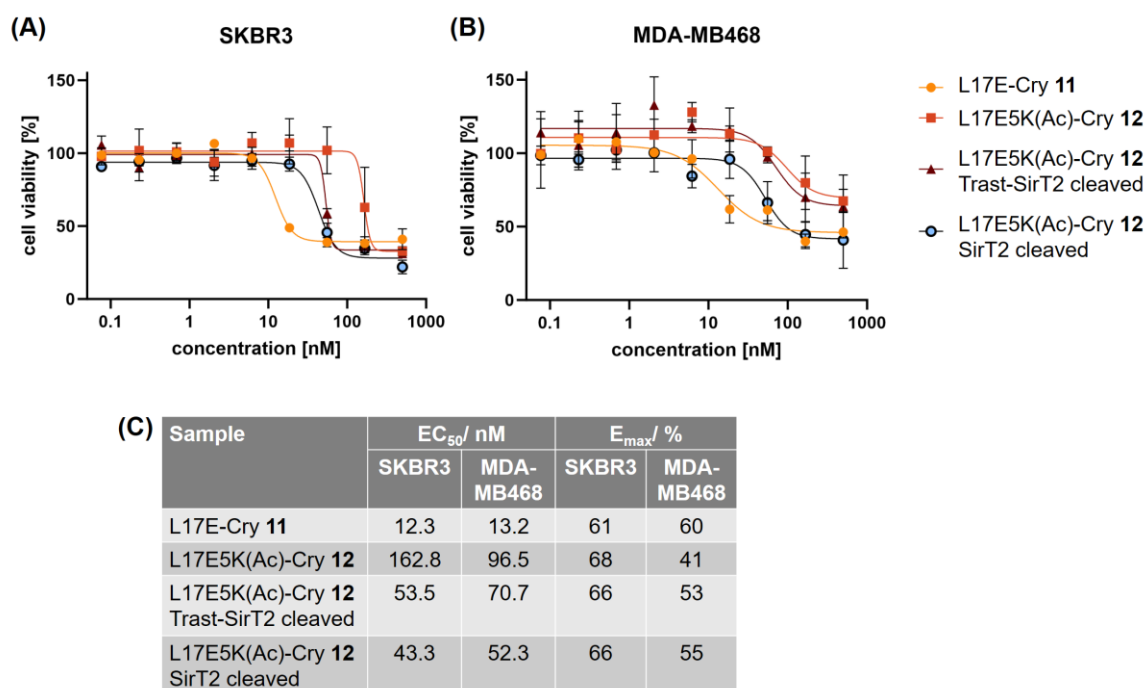 (A)
SKBR3
150
100
50
0
cell viability [%]
0.1 1 10 100 1000
concentration [nM]
(B)
MDA-MB468
150
100
50
0
cell viability [%]
0.1 1 10 100 1000
concentration [nM]
L17E-Cry 11
L17E5K(Ac)-Cry 12
L17E5K(Ac)-Cry 12
Trast-SirT2 cleaved
L17E5K(Ac)-Cry 12
SirT2 cleaved
(C)
Sample EC50/ nM Emax/ %
SKBR3 MDA-MB468 SKBR3 MDA-MB468
L17E-Cry 11 12.3 13.2 61 60
L17E5K(Ac)-Cry 12 162.8 96.5 68 41
L17E5K(Ac)-Cry 12 53.5 70.7 66 53
Trast-SirT2 cleaved
L17E5K(Ac)-Cry 12 43.3 52.3 66 55
SirT2 cleaved